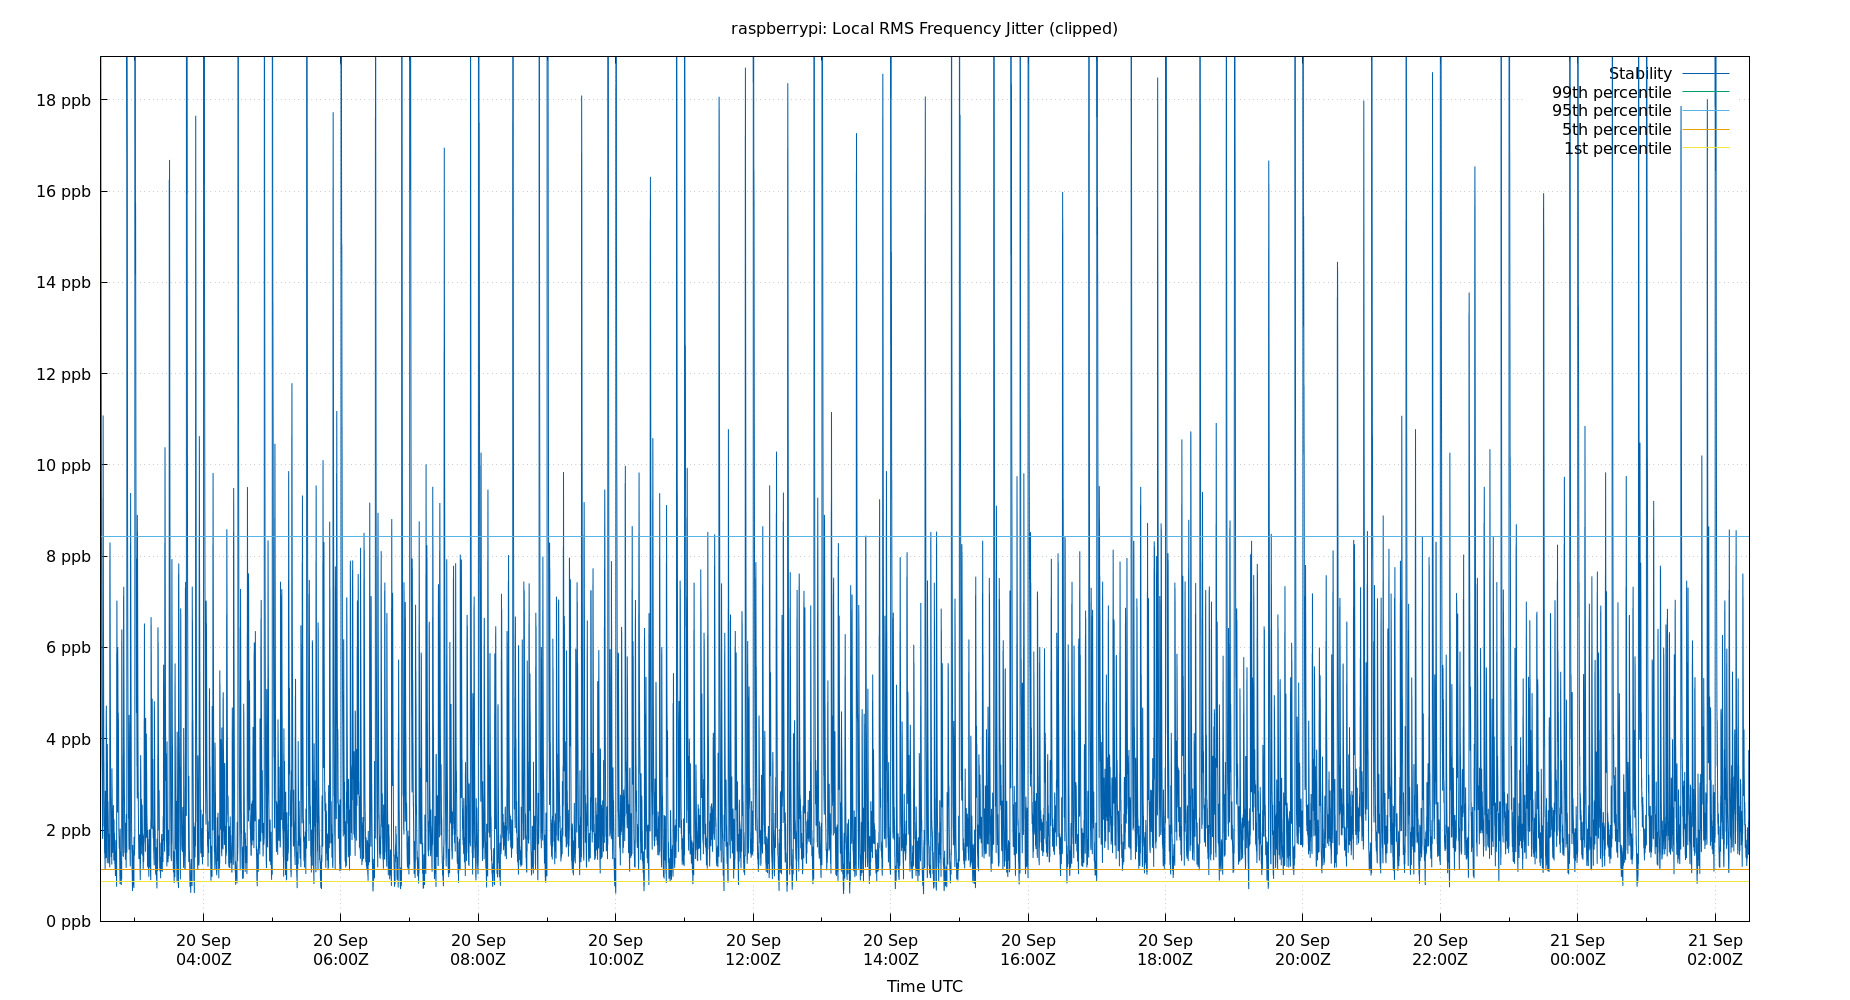 raspberrypi: Local RMS Frequency Jitter (clipped)
Stability
99th percentile
95th percentile
5th percentile
1st percentile
18 ppb
16 ppb
14 ppb
12 ppb
10 ppb
8 ppb
6 ppb
4 ppb
2 ppb
0 ppb
20 Sep 20 Sep 20 Sep 20 Sep 20 Sep 20 Sep 20 Sep 20 Sep 20 Sep 20 Sep 21 Sep 21 Sep
04:00Z 06:00Z 08:00Z 10:00Z 12:00Z 14:00Z 16:00Z 18:00Z 20:00Z 22:00Z 00:00Z 02:00Z
Time UTC